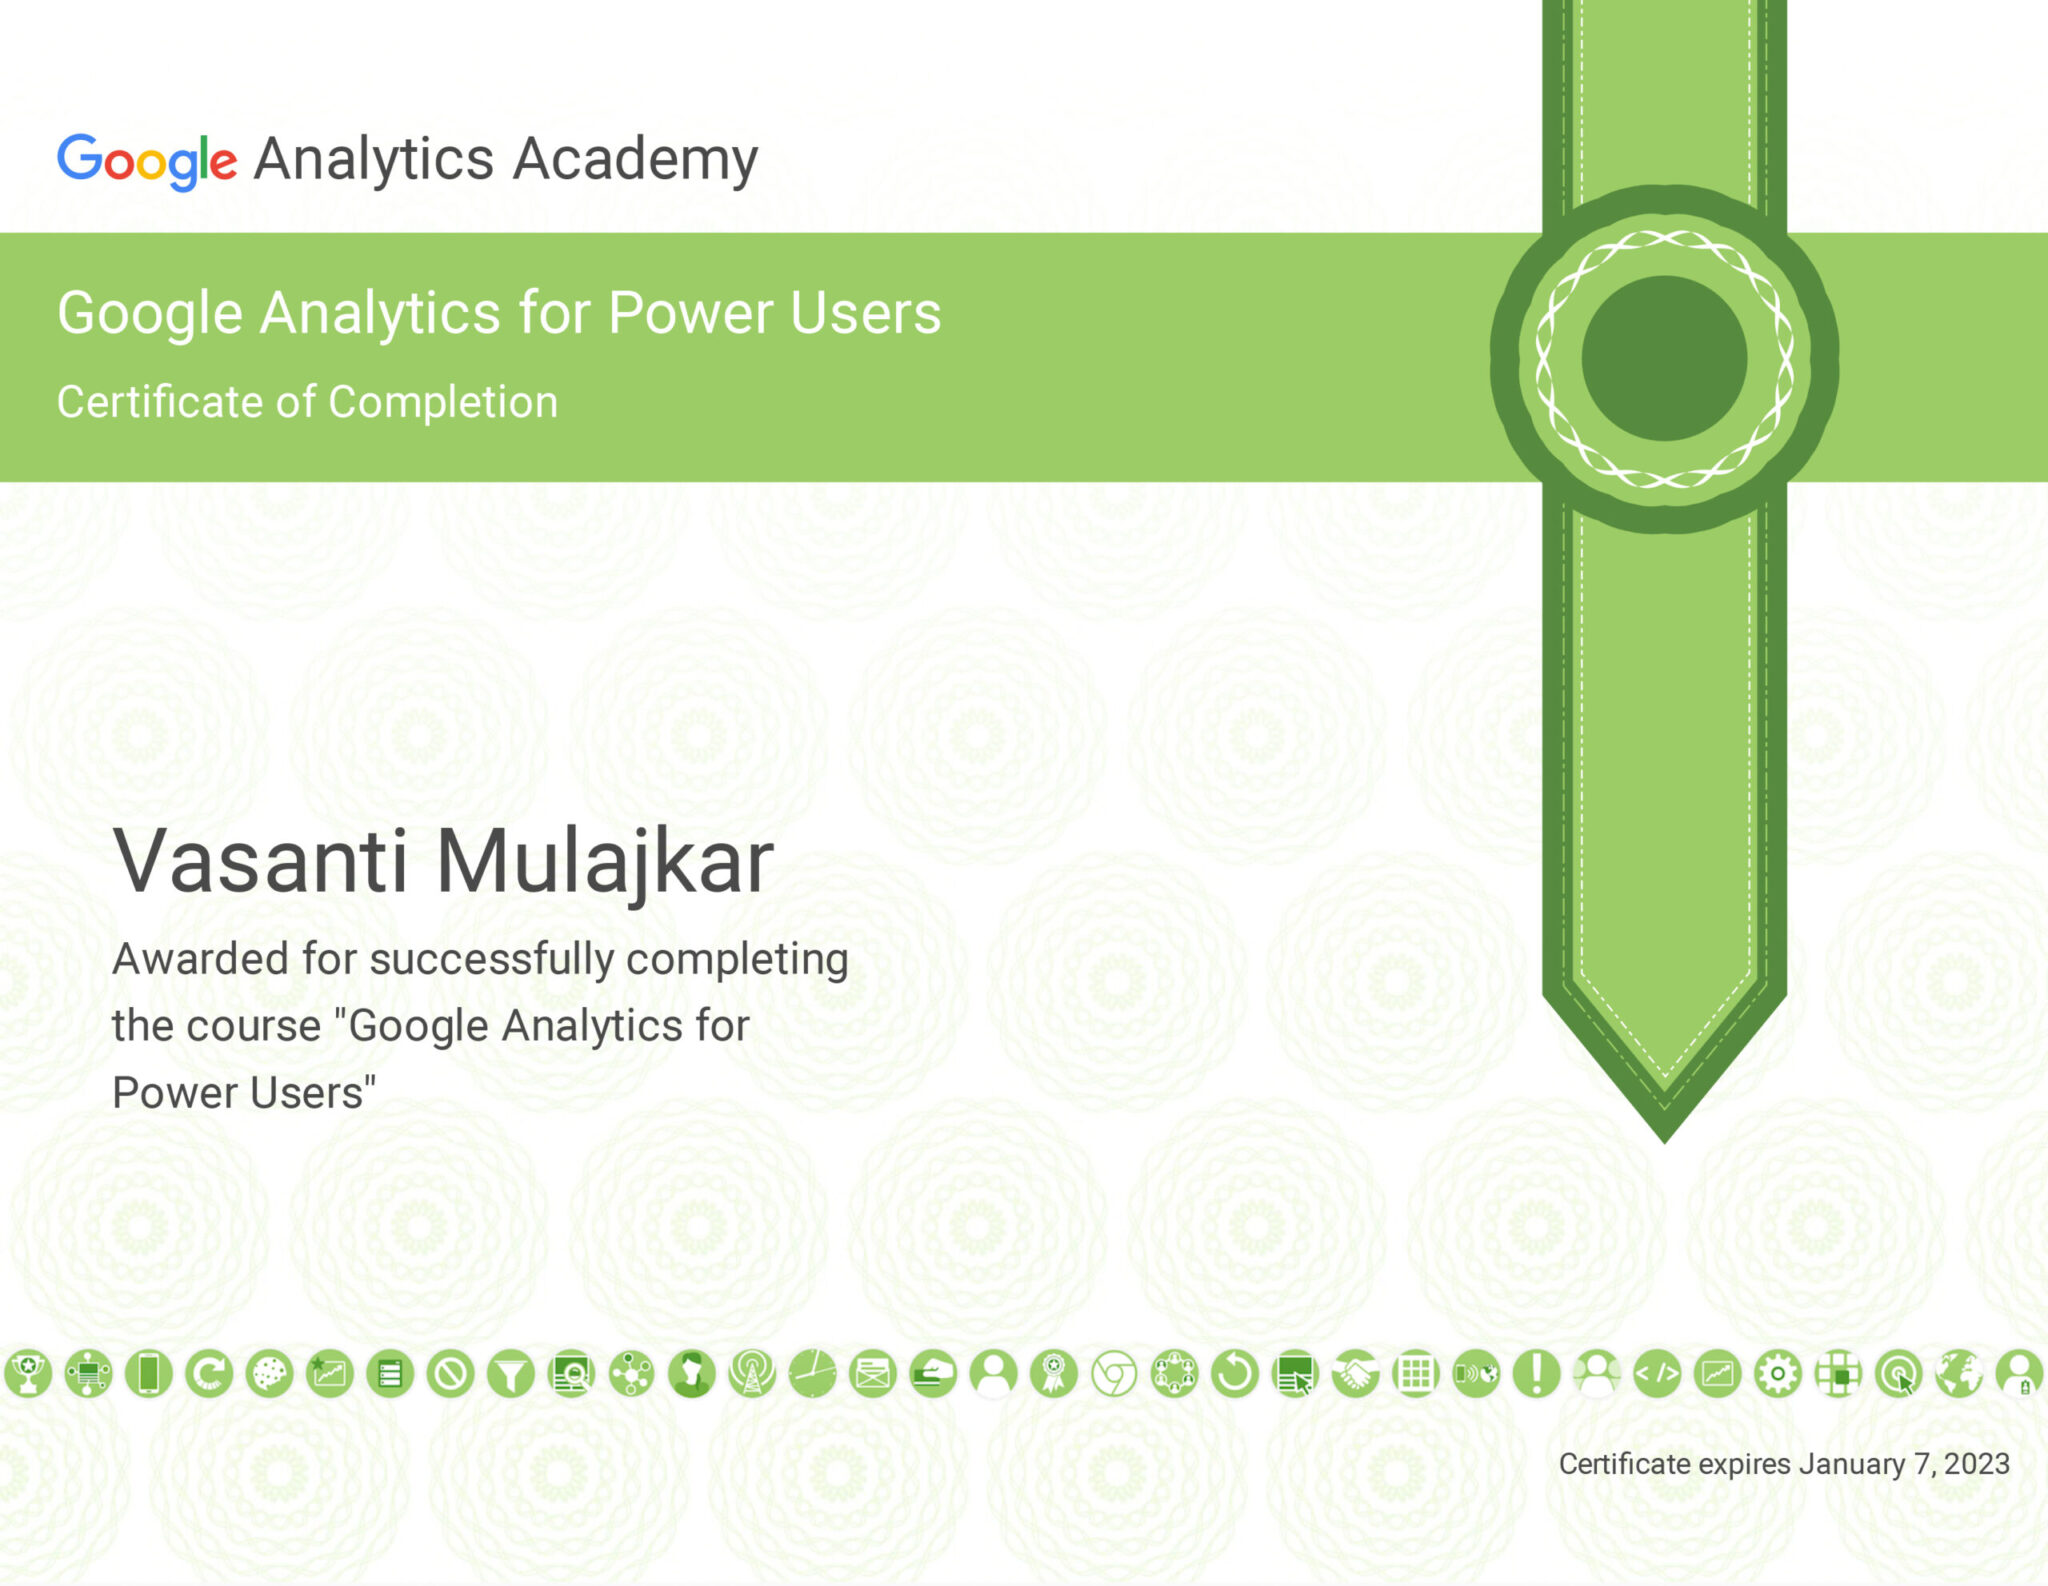 Google Analytics Academy
Google Analytics for Power Users
Certificate of Completion
Vasanti Mulajkar
Awarded for successfully completing
the course "Google Analytics for
Power Users"
Certificate expires January 7, 2023